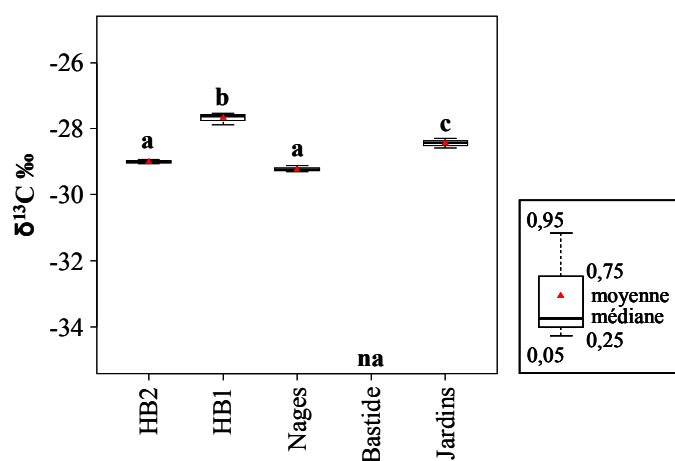 δ13C ‰
-26
-28
-30
-32
-34
a
b
a
na
c
HB2
HB1
Nages
Bastide
Jardins
0,95
0,75
moyenne
médiane
0,25
0,05